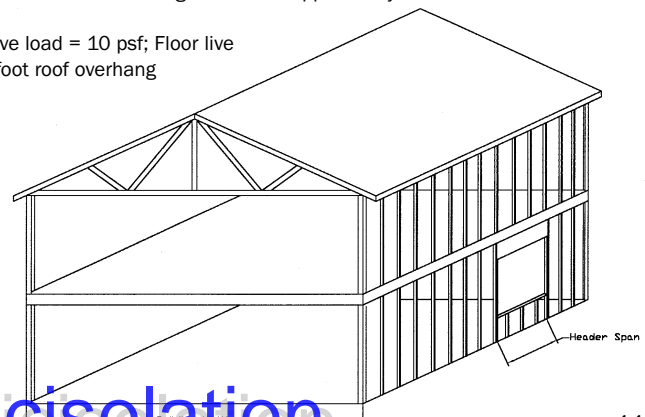 ve load = 10 psf; Floor live
foot roof overhang
Header Span
cisolation